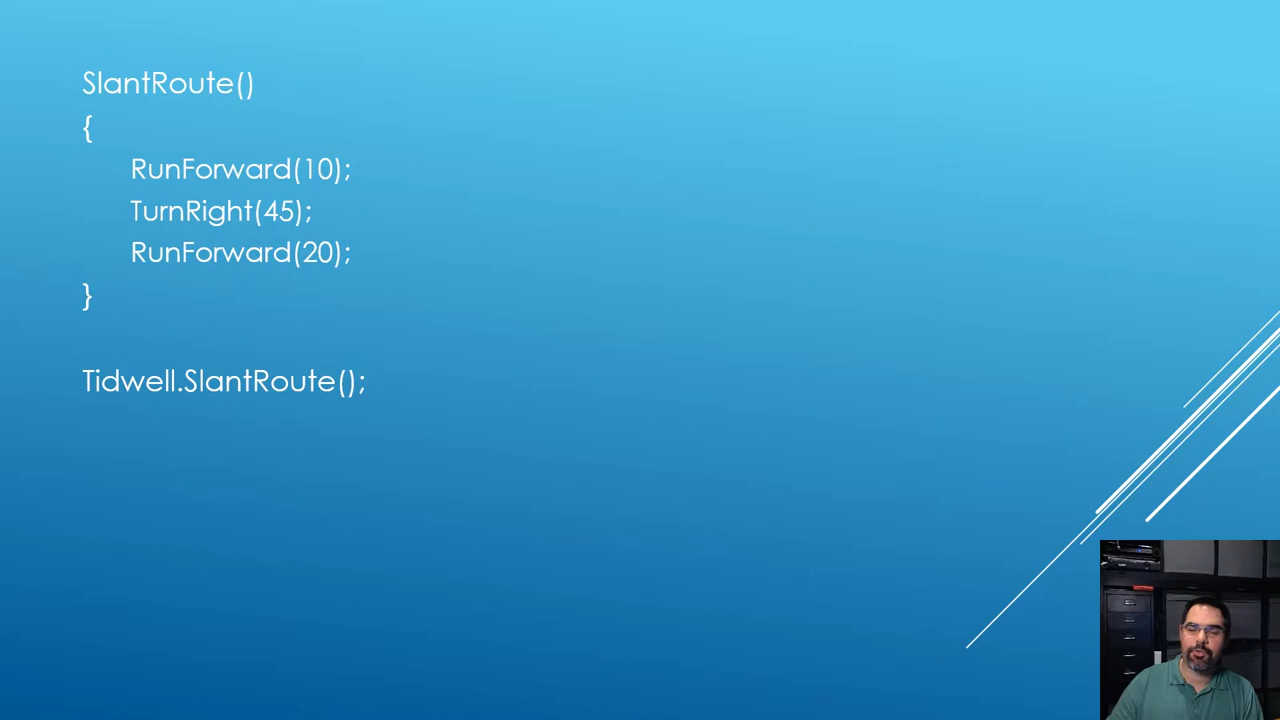 SlantRoute()
{
RunForward(10);
TurnRight(45);
RunForward(20);
}
Tidwell.SlantRoute();